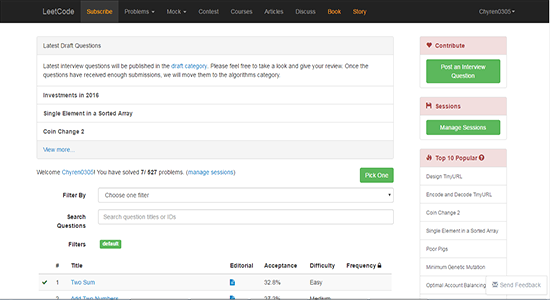 LeetCode Subscribe Problems Mock Contest Courses Articles Discuss Book Story Chyren0305
Latest Draft Questions
Latest interview questions will be published in the draft category. Please feel free to take a look and give your review. Once the
questions have received enough submissions, we will move them to the algorithms category.
Investments in 2016
Single Element in a Sorted Array
Coin Change 2
View more...
Welcome Chyren0305! You have solved 7 / 527 problems. (manage sessions)
Pick One
Filter By Choose one filter
Search
Questions
Search question titles or IDs
Filters default
# Title Editorial Acceptance Difficulty Frequency
1 Two Sum 32.8% Easy
2 Add Two Numbers 27.2% Medium
Contribute
Post an Interview
Question
Sessions
Manage Sessions
Top 10 Popular
Design TinyURL
Encode and Decode TinyURL
Coin Change 2
Single Element in a Sorted Array
Poor Pigs
Minimum Genetic Mutation
Optimal Account Balancing
Send Feedback